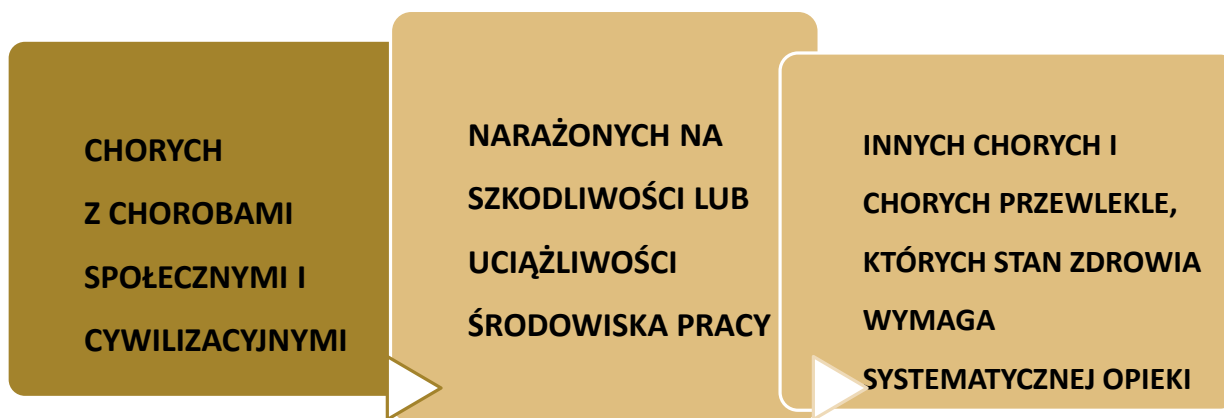 CHORYCH
Z CHOROBAMI
SPOŁECZNYMI I
CYWILIZACYJNYMI
NARAŻONYCH NA
SZKODLIWOŚCI LUB
UCIĄŻLIWOŚCI
ŚRODOWISKA PRACY
INNYCH CHORYCH I
CHORYCH PRZEWLEKLE,
KTÓRYCH STAN ZDROWIA
WYMAGA
SYSTEMATYCZNEJ OPIEKI